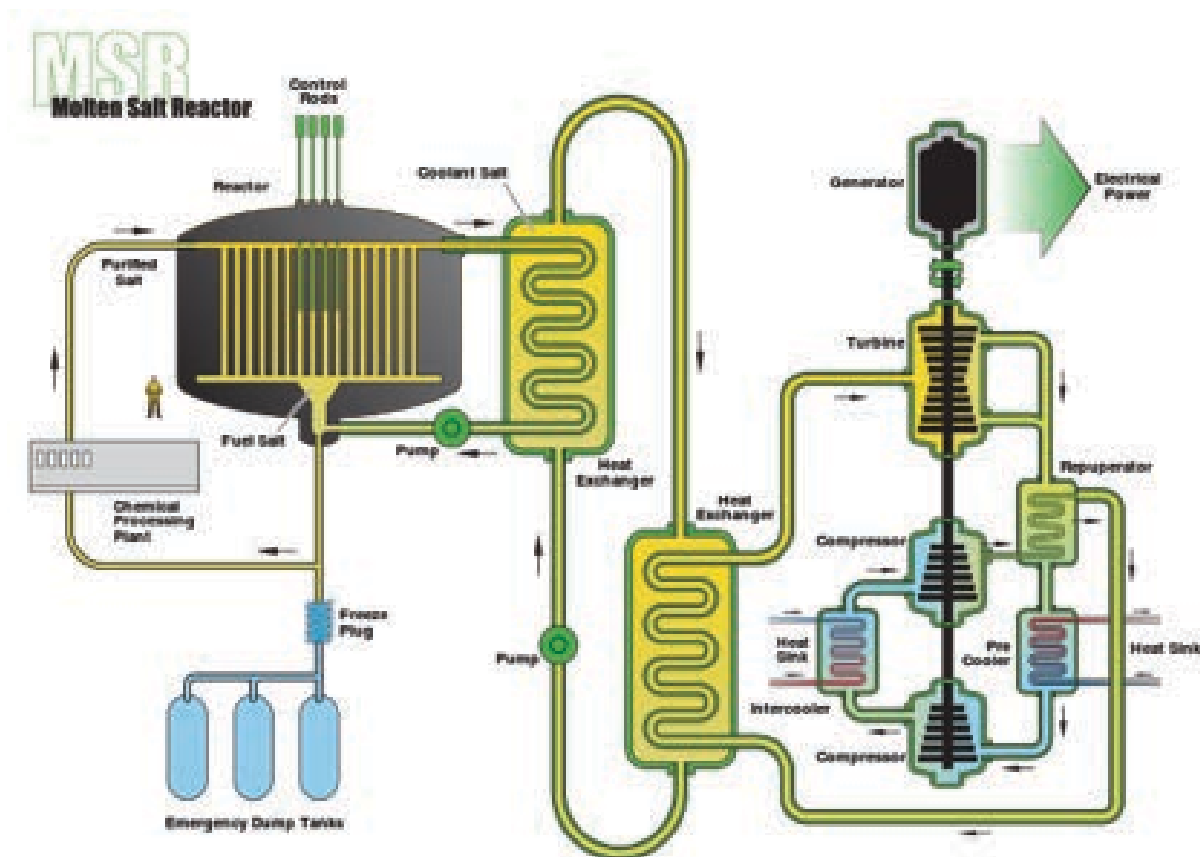 MSR
Molten Salt Reactor
Control
Rods
Reactor
Coolant Salt
Generator
Electrical
Power
Purified
Salt
Turbine
Fuel Salt
Pump
Heat
Exchanger
Repuperator
Heat
Exchanger
Chemical
Processing
Plant
Compressor
Freeze
Plug
Pump
Heat
Sink
Pre
Cooler
Heat Sink
Intercooler
Compressor
Emergency Dump Tanks